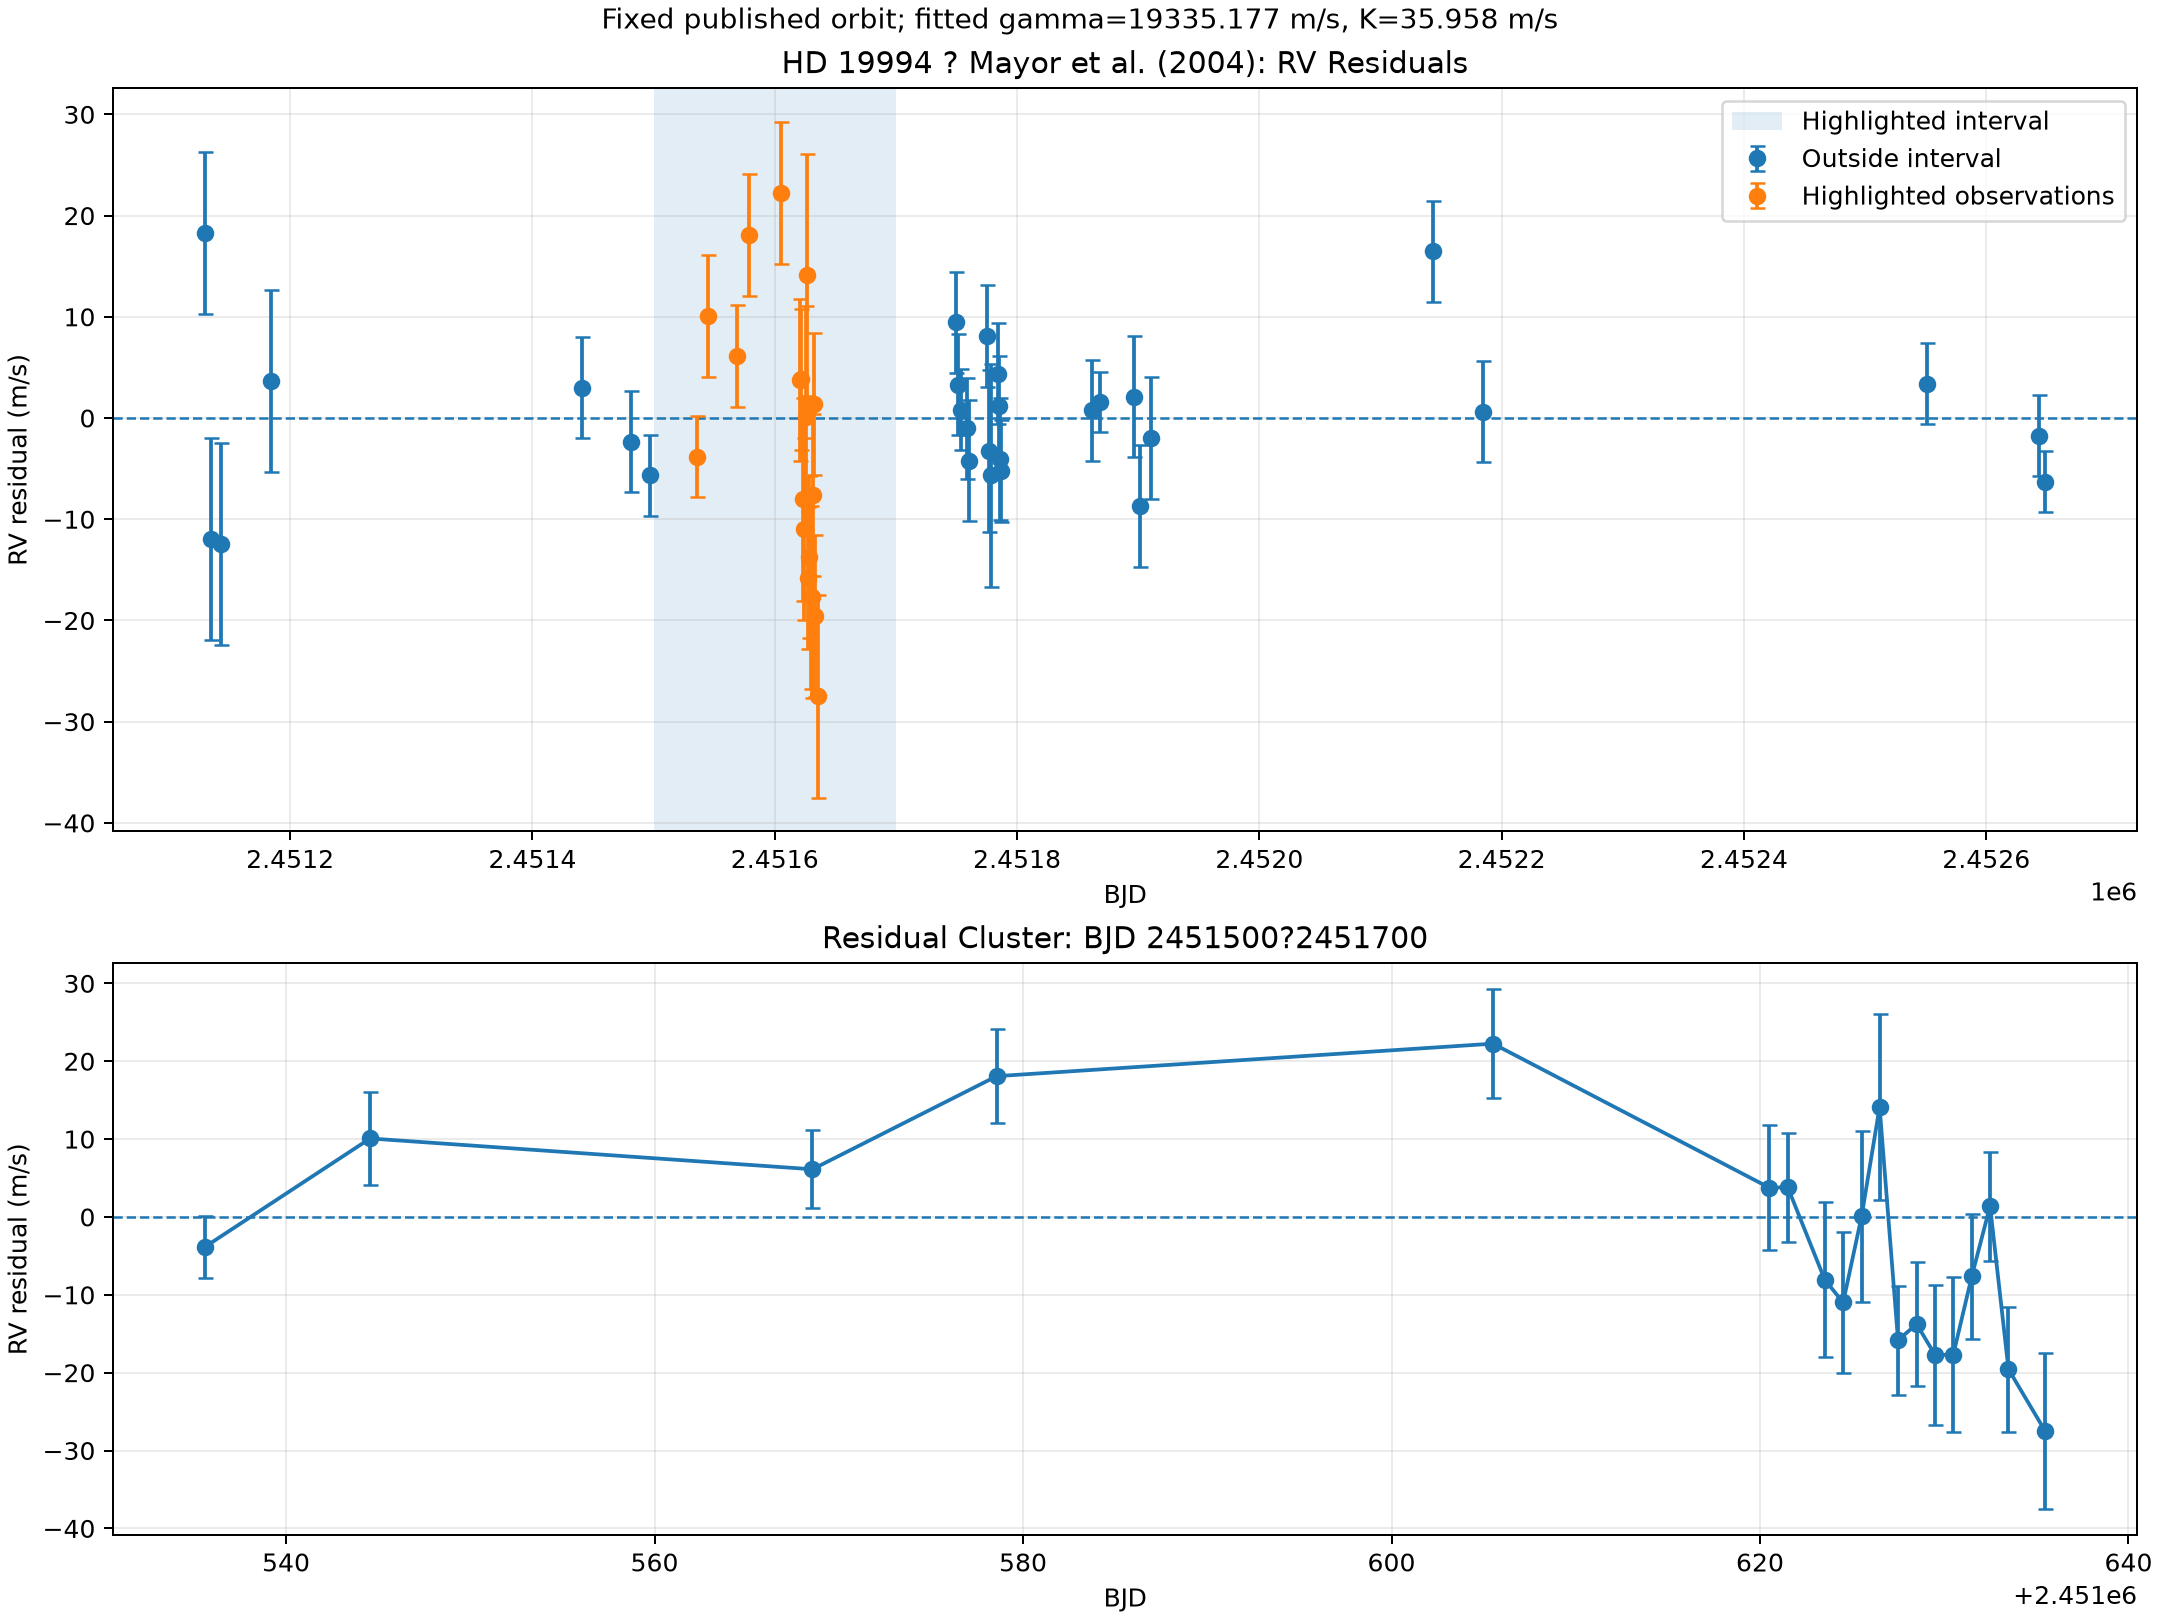 Fixed published orbit; fitted gamma=19335.177 m/s, K=35.958 m/s
HD 19994 ? Mayor et al. (2004): RV Residuals
30
20
10
0
−10
−20
−30
−40
RV residual (m/s)
Highlighted interval
Outside interval
Highlighted observations
2.4512 2.4514 2.4516 2.4518 2.4520 2.4522 2.4524 2.4526
BJD
1e6
Residual Cluster: BJD 2451500?2451700
30
20
10
0
−10
−20
−30
−40
RV residual (m/s)
540 560 580 600 620 640
BJD
+2.451e6